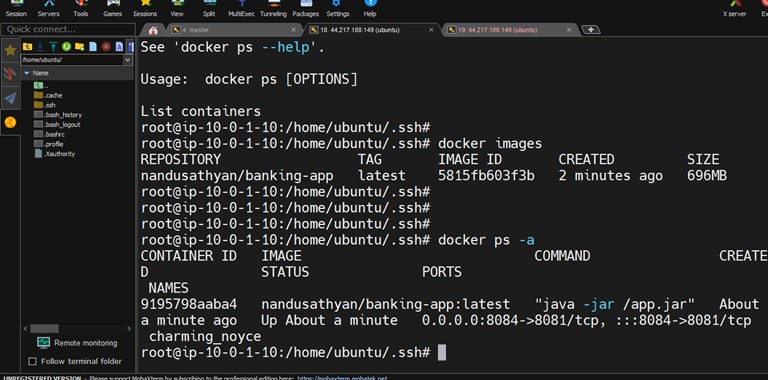 Session Servers Tools Games Sessions View Split MultiExec Tunneling Packages Settings Help X server
Quick connect...
4. master
18. 44.217.188.149 (ubuntu)
19. 44.217.188.149 (ubuntu)
/home/ubuntu/
Name
..
.cache
.ssh
.bash_history
.bash_logout
.bashrc
.profile
.Xauthority
Remote monitoring
Follow terminal folder
See 'docker ps --help'.
Usage:  docker ps [OPTIONS]
List containers
root@ip-10-0-1-10:/home/ubuntu/.ssh#
root@ip-10-0-1-10:/home/ubuntu/.ssh# docker images
REPOSITORY TAG IMAGE ID CREATED SIZE
nandusathyan/banking-app latest 5815fb603f3b 2 minutes ago 696MB
root@ip-10-0-1-10:/home/ubuntu/.ssh#
root@ip-10-0-1-10:/home/ubuntu/.ssh#
root@ip-10-0-1-10:/home/ubuntu/.ssh#
root@ip-10-0-1-10:/home/ubuntu/.ssh# docker ps -a
CONTAINER ID IMAGE COMMAND CREATE
D STATUS PORTS
NAMES
9195798aaba4 nandusathyan/banking-app:latest "java -jar /app.jar" About
a minute ago Up About a minute 0.0.0.0:8084->8081/tcp, :::8084->8081/tcp
charming_noyce
root@ip-10-0-1-10:/home/ubuntu/.ssh#
UNREGISTERED VERSION - Please support MobaXterm by subscribing to the professional edition here: https://mobaxterm.mobatek.net